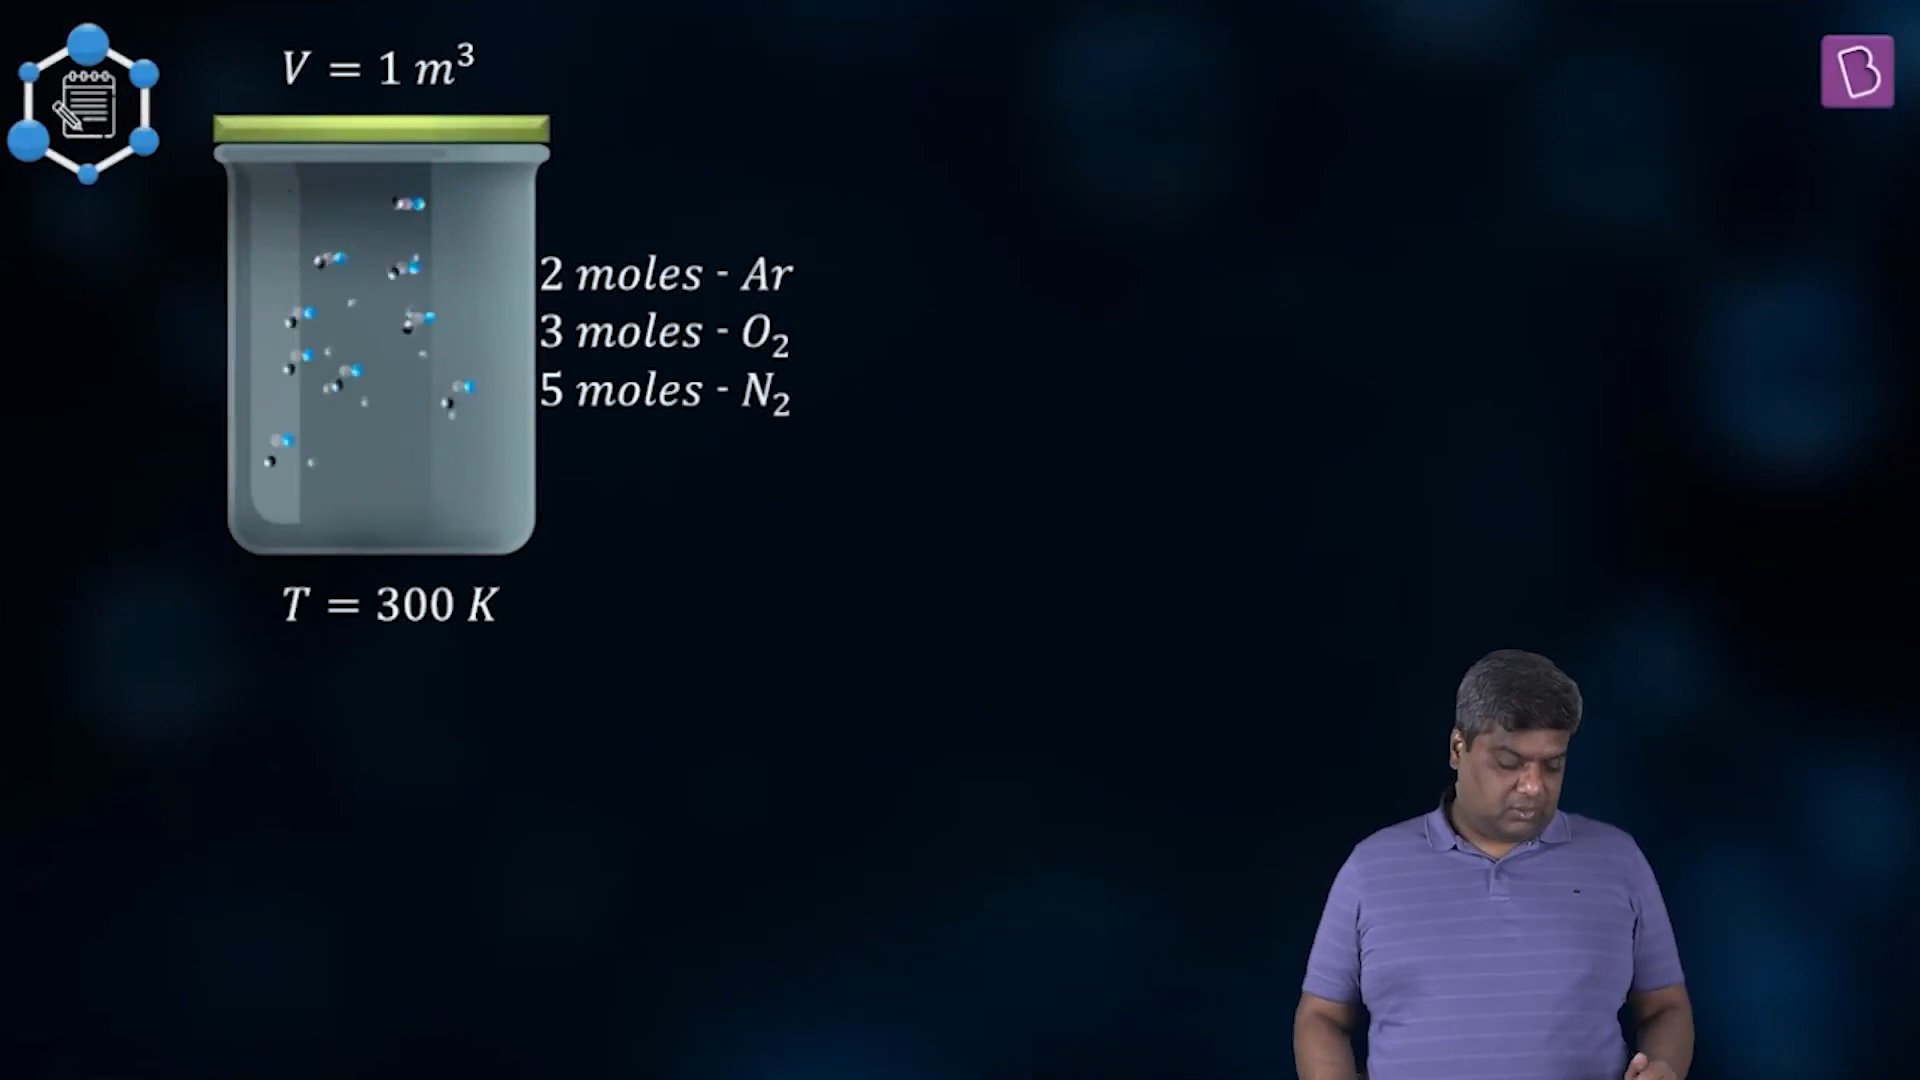 V = 1 m³
2 moles - Ar
3 moles - O₂
5 moles - N₂
T = 300 K
B